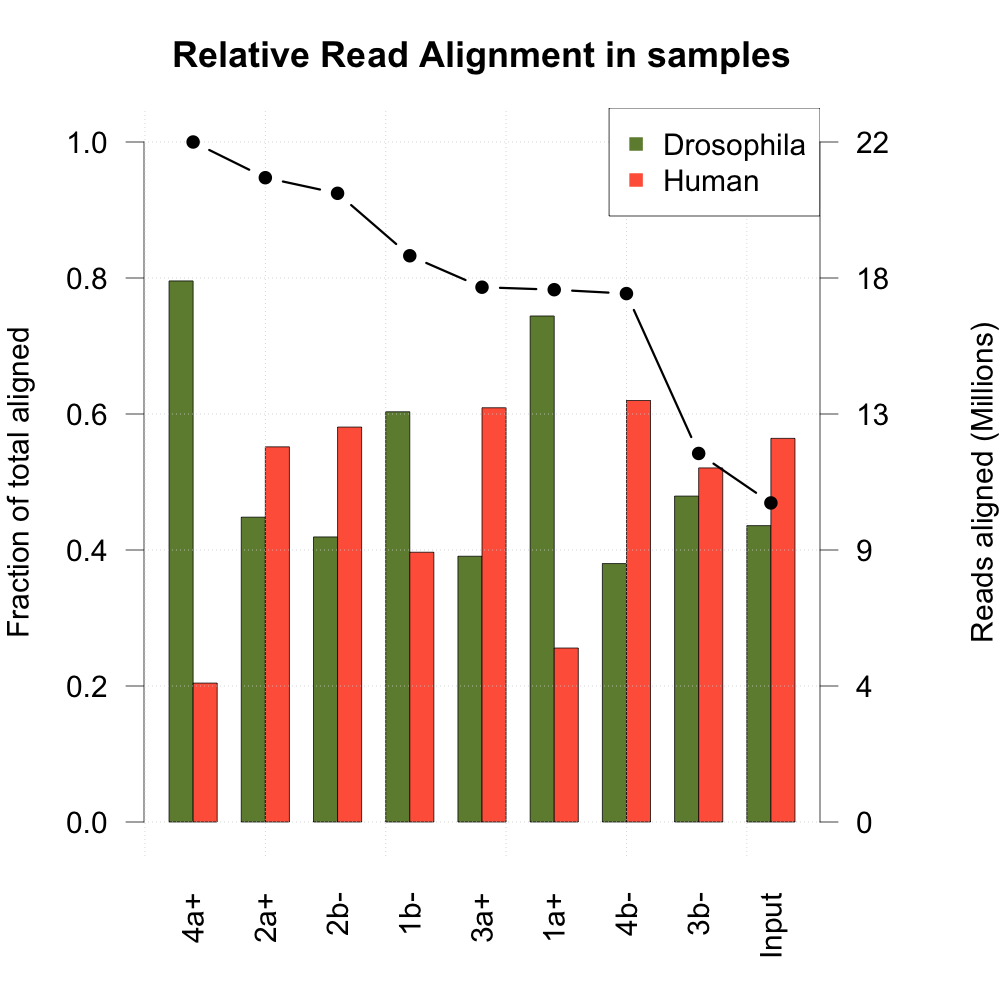 Relative Read Alignment in samples
Drosophila
Human
Fraction of total aligned
1.0
0.8
0.6
0.4
0.2
0.0
22
18
13
9
4
0
Reads aligned (Millions)
4a+
2a+
2b-
1b-
3a+
1a+
4b-
3b-
Input